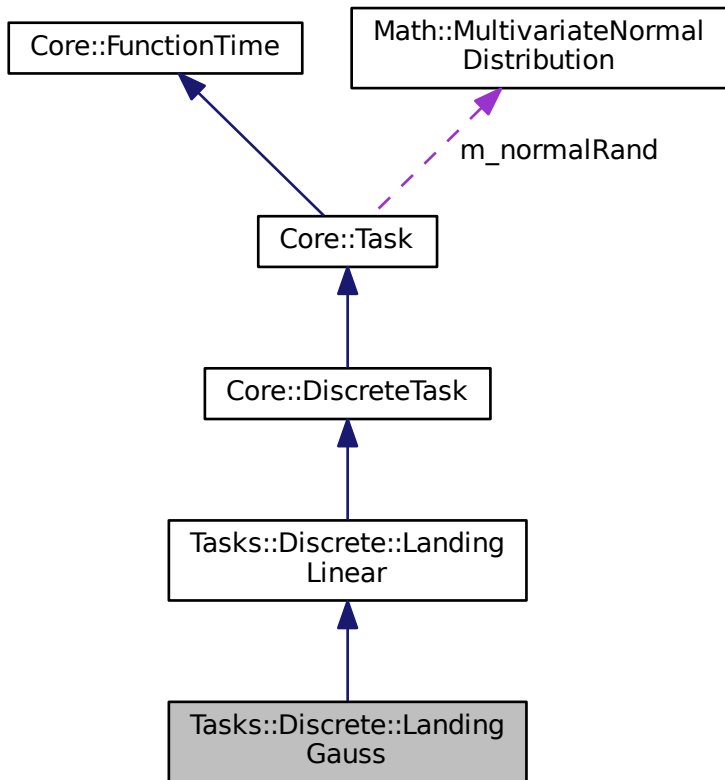 Core::FunctionTime
Math::MultivariateNormal
Distribution
m_normalRand
Core::Task
Core::DiscreteTask
Tasks::Discrete::Landing
Linear
Tasks::Discrete::Landing
Gauss